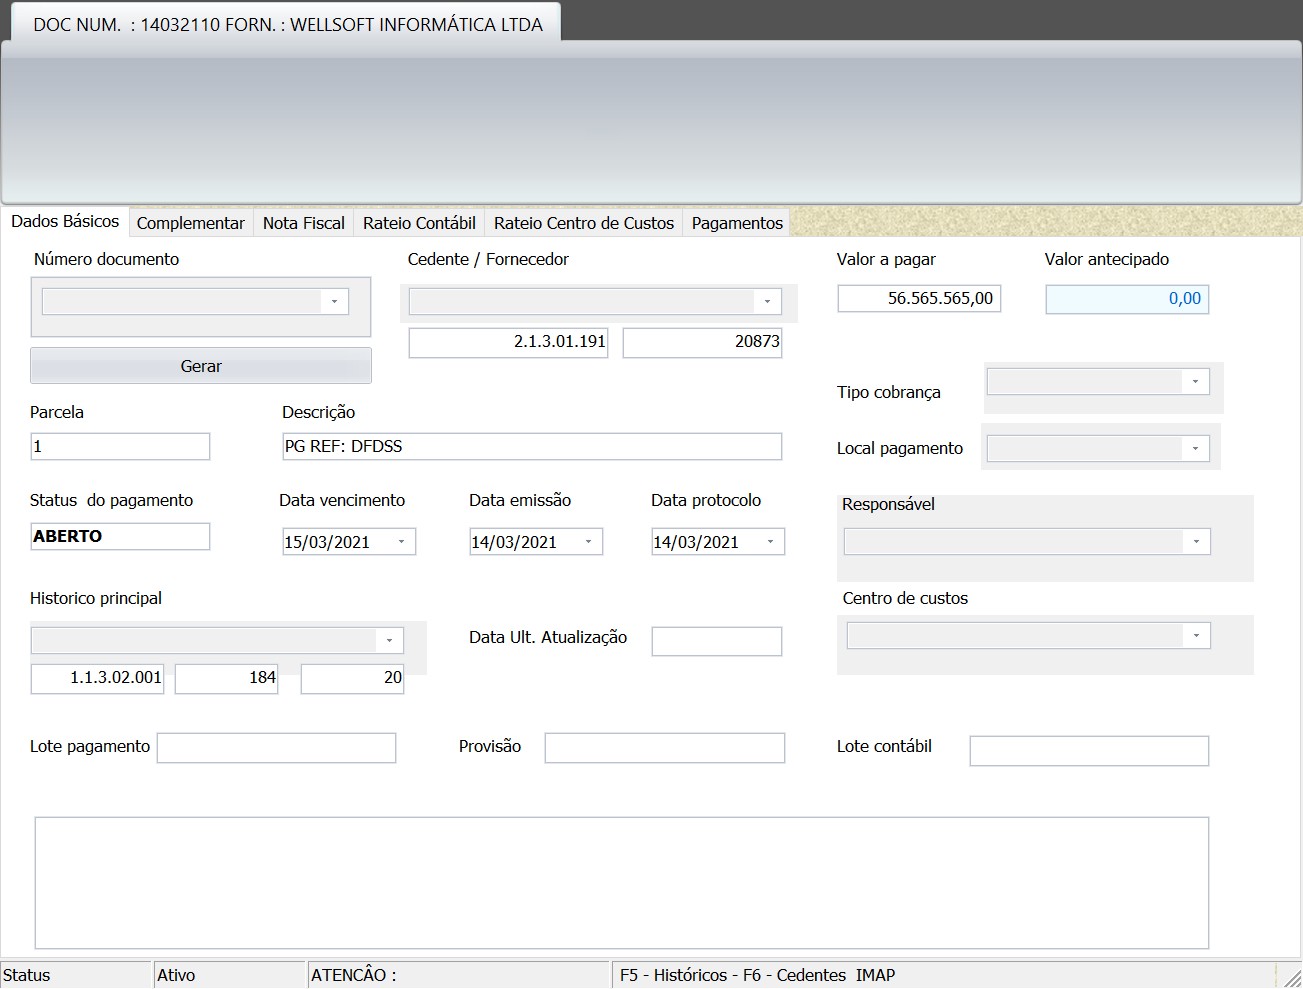 DOC NUM.  : 14032110 FORN. : WELLSOFT INFORMÁTICA LTDA
Dados Básicos Complementar Nota Fiscal Rateio Contábil Rateio Centro de Custos Pagamentos
Número documento Cedente / Fornecedor Valor a pagar Valor antecipado
56.565.565,00 0,00
2.1.3.01.191 20873
Gerar
Tipo cobrança
Parcela Descrição
1 PG REF: DFDSS
Local pagamento
Status  do pagamento Data vencimento Data emissão Data protocolo Responsável
ABERTO 15/03/2021 14/03/2021 14/03/2021
Historico principal Centro de custos
Data Ult. Atualização
1.1.3.02.001 184 20
Lote pagamento Provisão Lote contábil
Status Ativo ATENCÂO : F5 - Históricos - F6 - Cedentes  IMAP